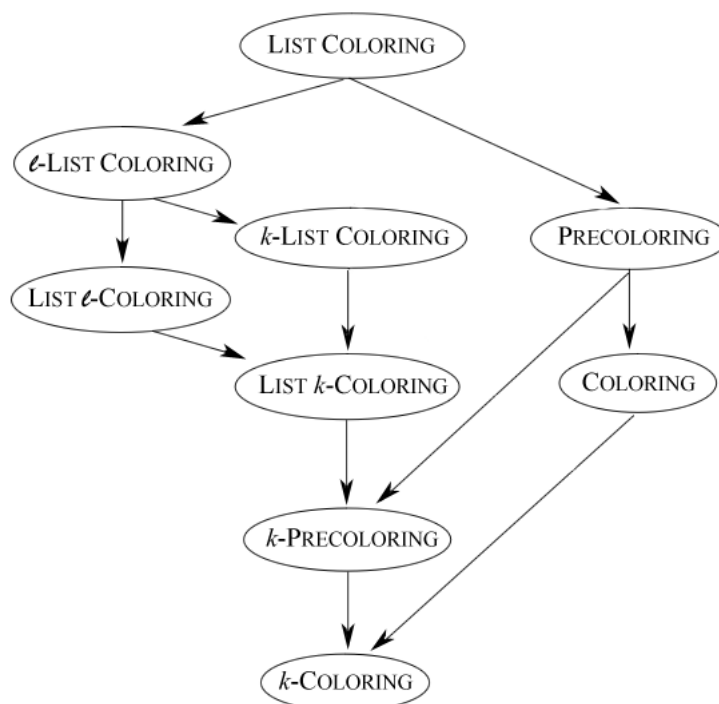 LIST COLORING
ℓ-LIST COLORING
k-LIST COLORING
PRECOLORING
LIST ℓ-COLORING
LIST k-COLORING
COLORING
k-PRECOLORING
k-COLORING